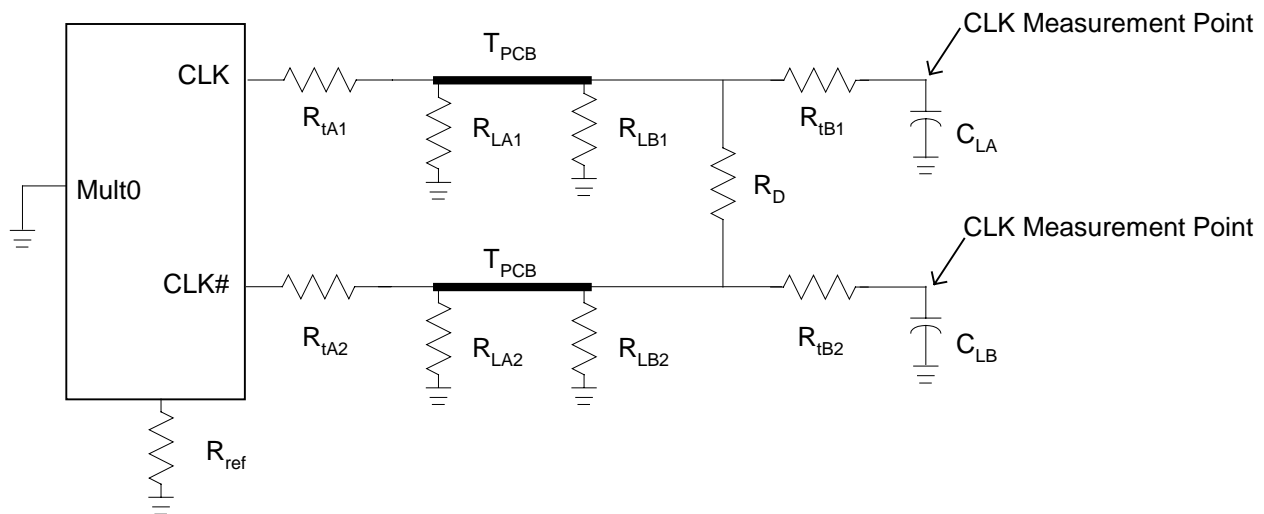 CLK Measurement Point
T_PCB
CLK
R_tA1
R_LA1
R_LB1
R_tB1
C_LA
Mult0
R_D
CLK Measurement Point
T_PCB
CLK#
R_tA2
R_LA2
R_LB2
R_tB2
C_LB
R_ref